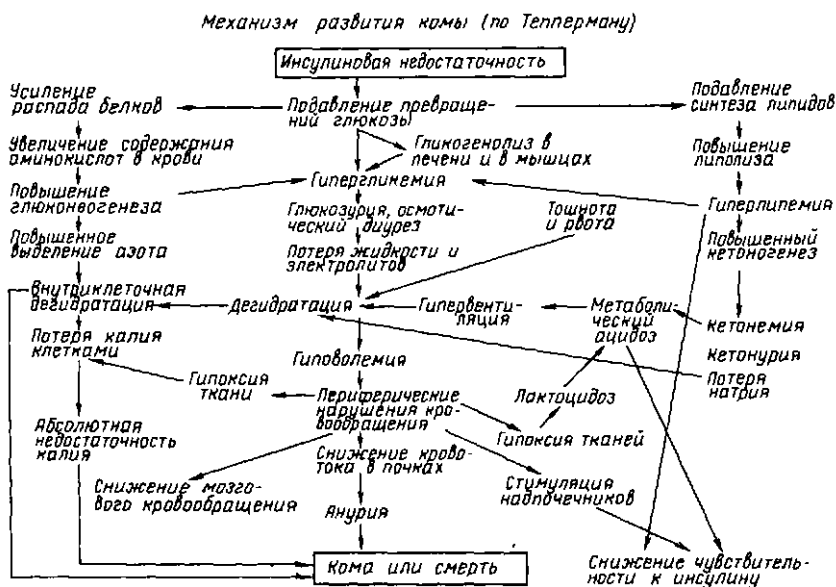 Механизм развития комы (по Тепперману)
Инсулиновая недостаточность
Усиление
распада белков
Подавление превраще-
ний глюкозы
Подавление
синтеза липидов
Увеличение содержания
аминокислот в крови
Гликогенолиз в
печени и в мышцах
Повышение
липолиза
Повышение
глюконвогенеза
Гипергликемия
Гиперлипемия
Глюкозурия, осмоти-
ческий диурез
Тошнота
и рвота
Повышенное
выделение азота
Потеря жидкости и
электролитов
Повышенный
кетоногенез
Внутриклеточная
дегидратация
Дегидратация
Гипервенти-
ляция
Метаболи-
ческий
ацидоз
Кетонемия
Кетонурия
Потеря
натрия
Потеря калия
клетками
Гиповолемия
Гипоксия
ткани
Периферические
нарушения кро-
вообращения
Лактоцидоз
Гипоксия тканей
Абсолютная
недостаточность
калия
Снижение крово-
тока в почках
Стимуляция
надпочечников
Снижение мозго-
вого кровообращения
Анурия
Кома или смерть
Снижение чувствитель-
ности к инсулину